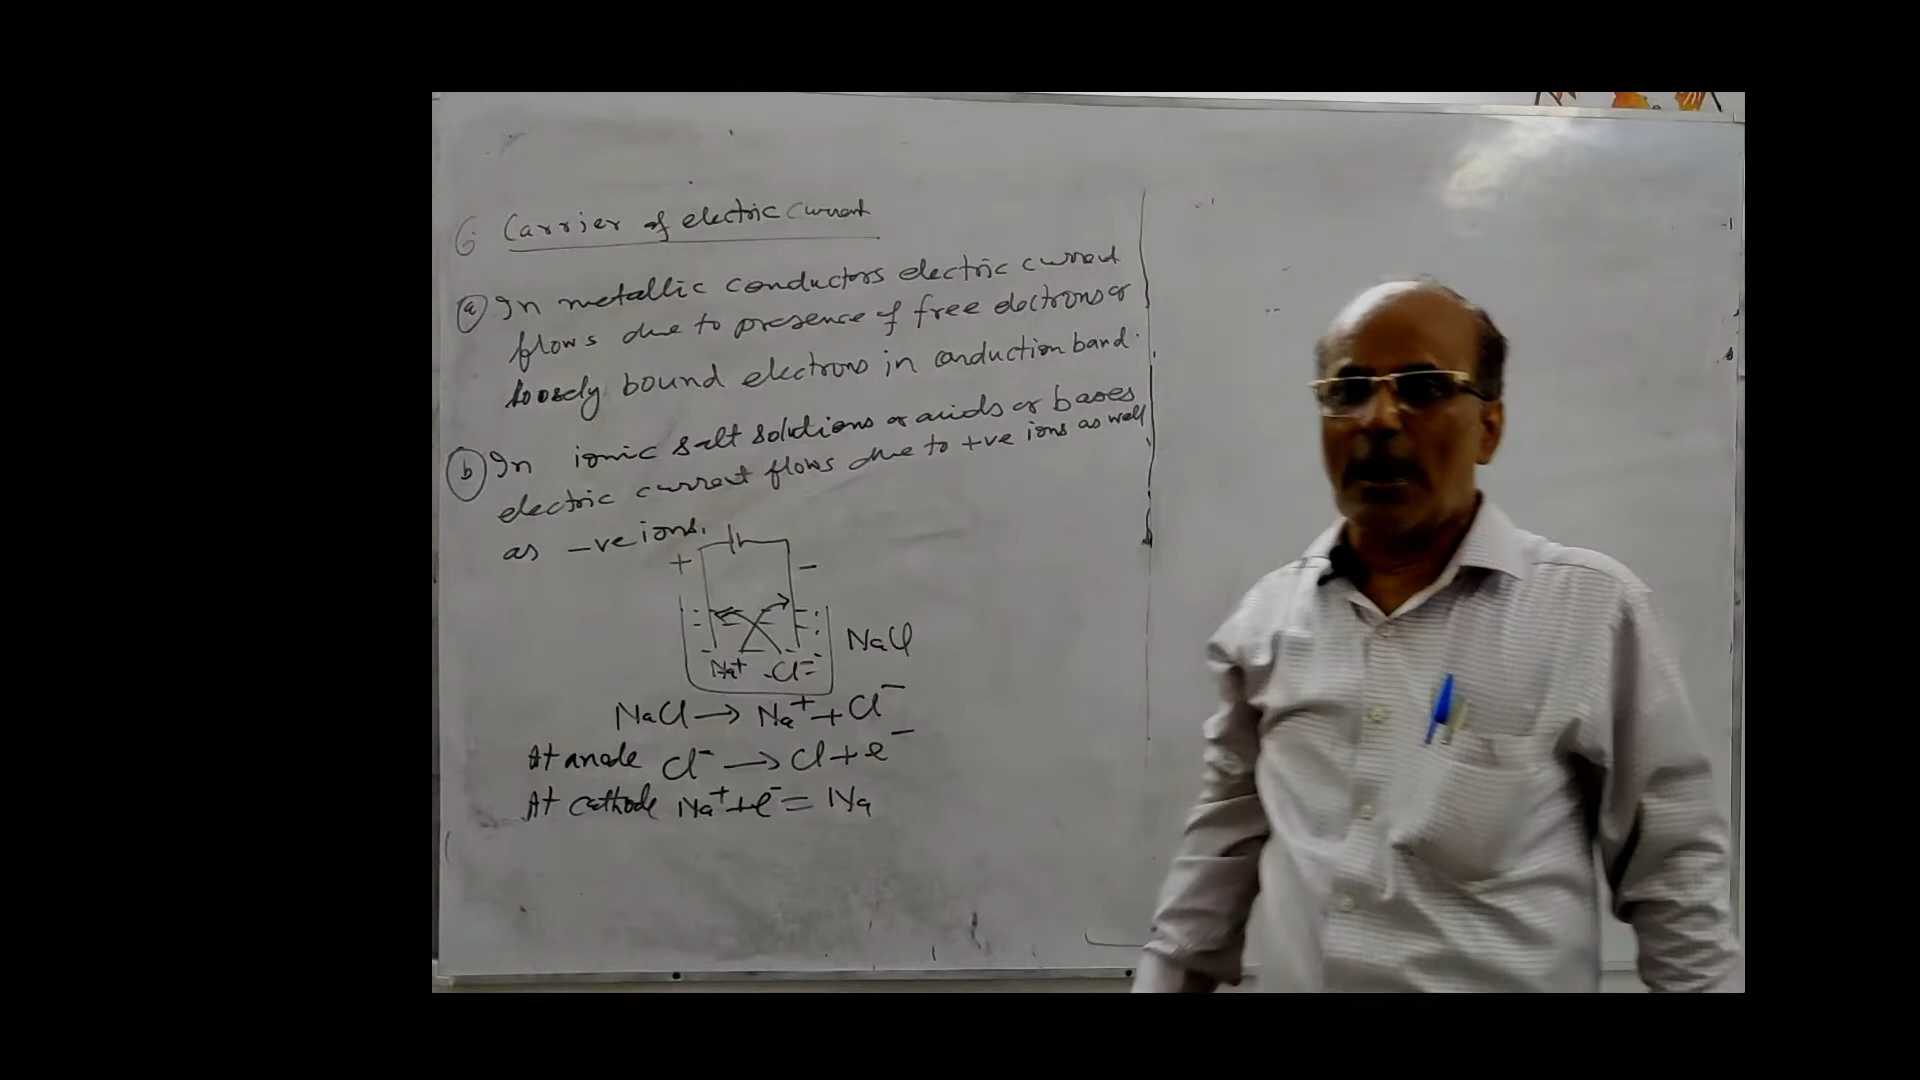 6. Carrier of electric current
(a) In metallic conductors electric current
flows due to presence of free electrons or
loosely bound electrons in conduction band.
(b) In ionic salt solutions or acids or bases
electric current flows due to +ve ions as well
as -ve ions.
+ -
NaCl
Na⁺ Cl⁻
NaCl → Na⁺ + Cl⁻
At anode Cl⁻ → Cl + e⁻
At cathode Na⁺ + e⁻ = Na